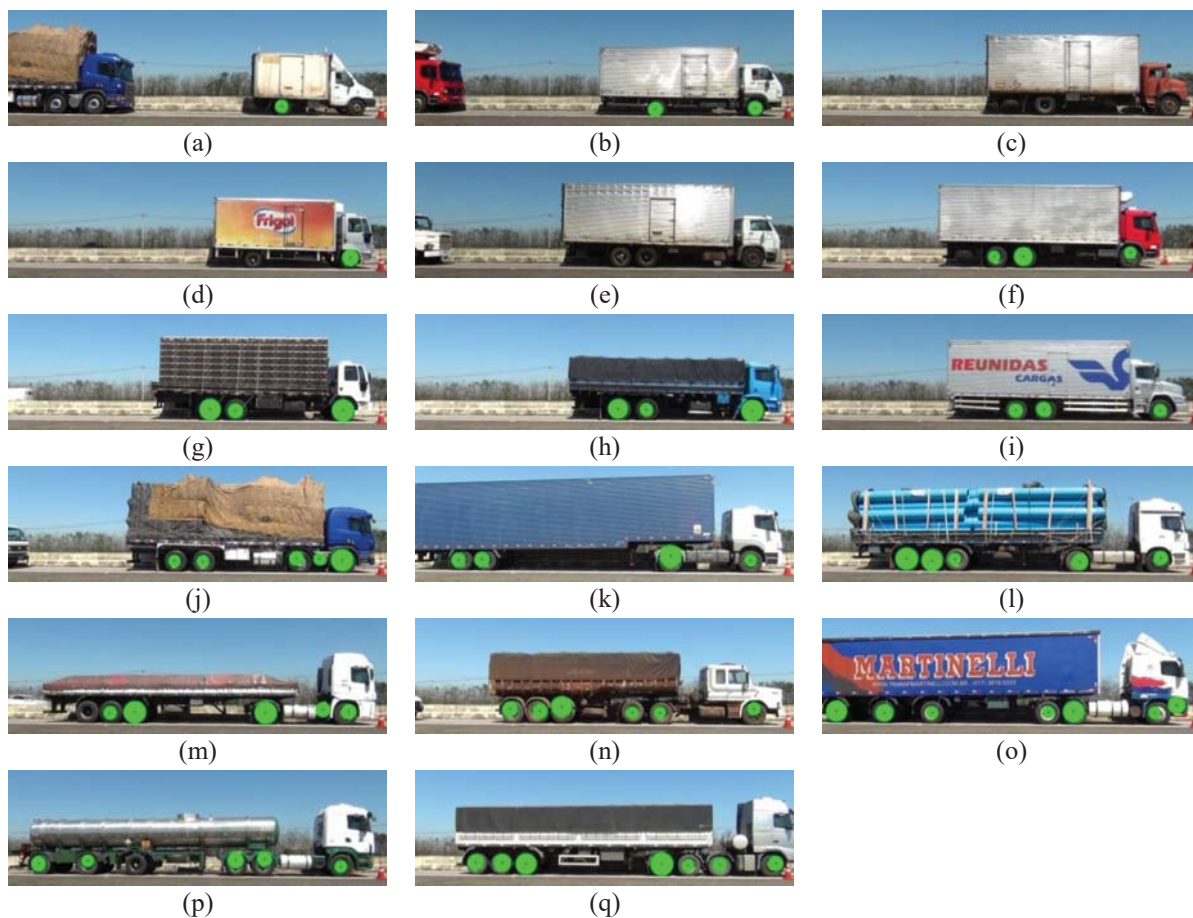 (a) (b) (c)
Frigol
(d) (e) (f)
REUNIDAS
CARGAS
(g) (h) (i)
(j) (k) (l)
MARTINELLI
(m) (n) (o)
(p) (q)